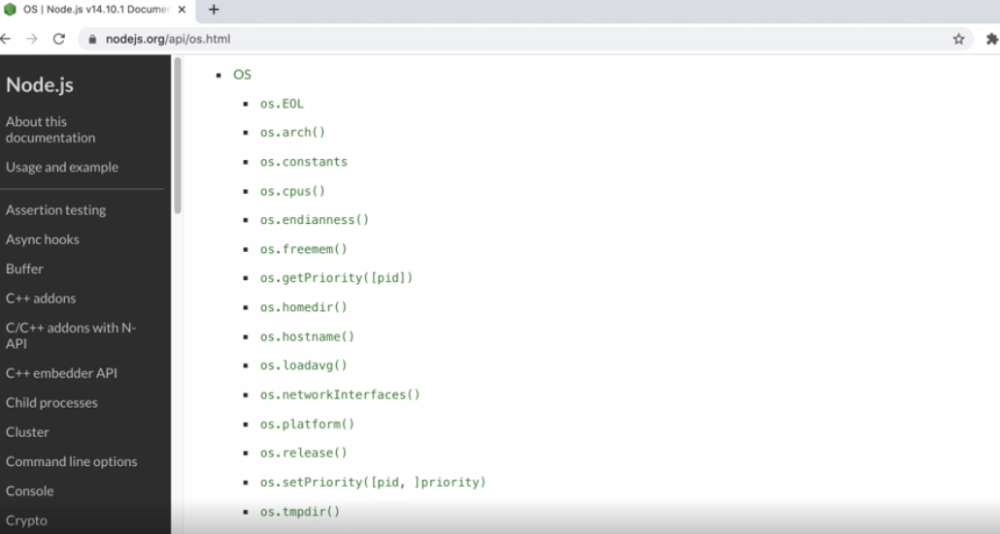 OS | Node.js v14.10.1 Documen
nodejs.org/api/os.html
Node.js
About this
documentation
Usage and example
Assertion testing
Async hooks
Buffer
C++ addons
C/C++ addons with N-
API
C++ embedder API
Child processes
Cluster
Command line options
Console
Crypto
OS
os.EOL
os.arch()
os.constants
os.cpus()
os.endianness()
os.freemem()
os.getPriority([pid])
os.homedir()
os.hostname()
os.loadavg()
os.networkInterfaces()
os.platform()
os.release()
os.setPriority([pid, ]priority)
os.tmpdir()